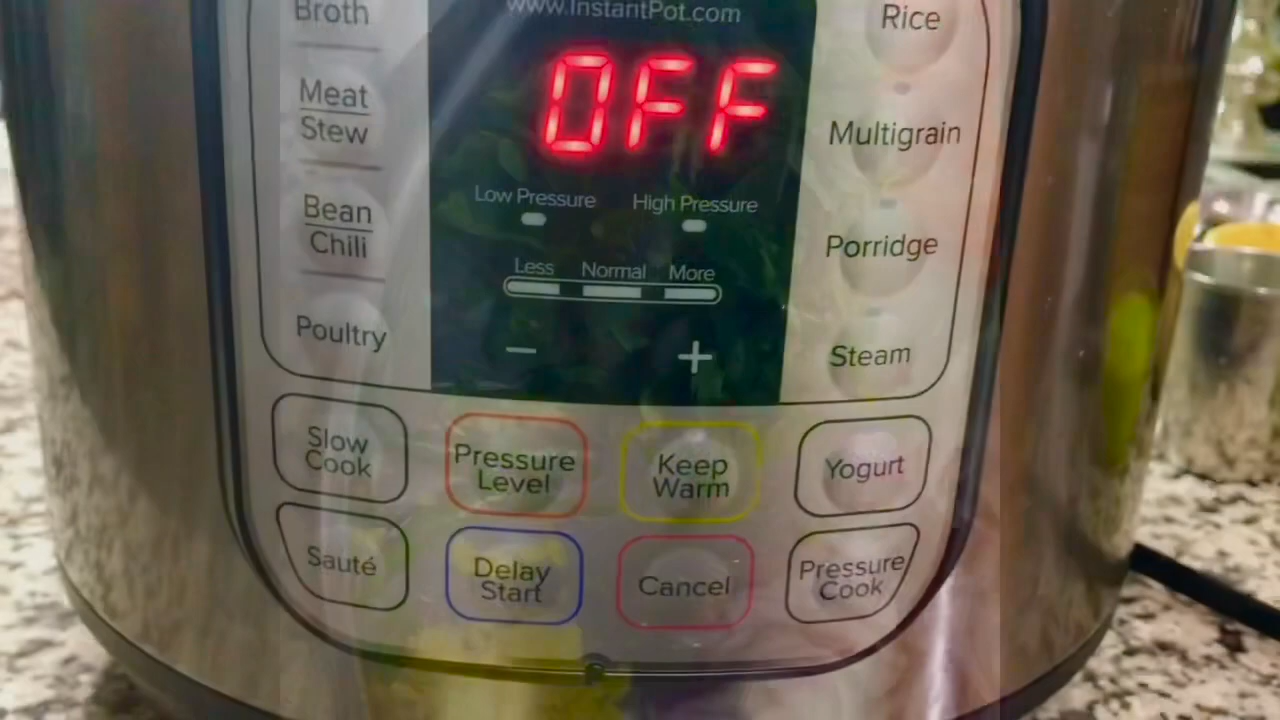 Broth
www.InstantPot.com
Rice
OFF
Meat
Stew
Multigrain
Low Pressure
High Pressure
Bean
Chili
Porridge
Less
Normal
More
Poultry
−
+
Steam
Slow
Cook
Pressure
Level
Keep
Warm
Yogurt
Sauté
Delay
Start
Cancel
Pressure
Cook